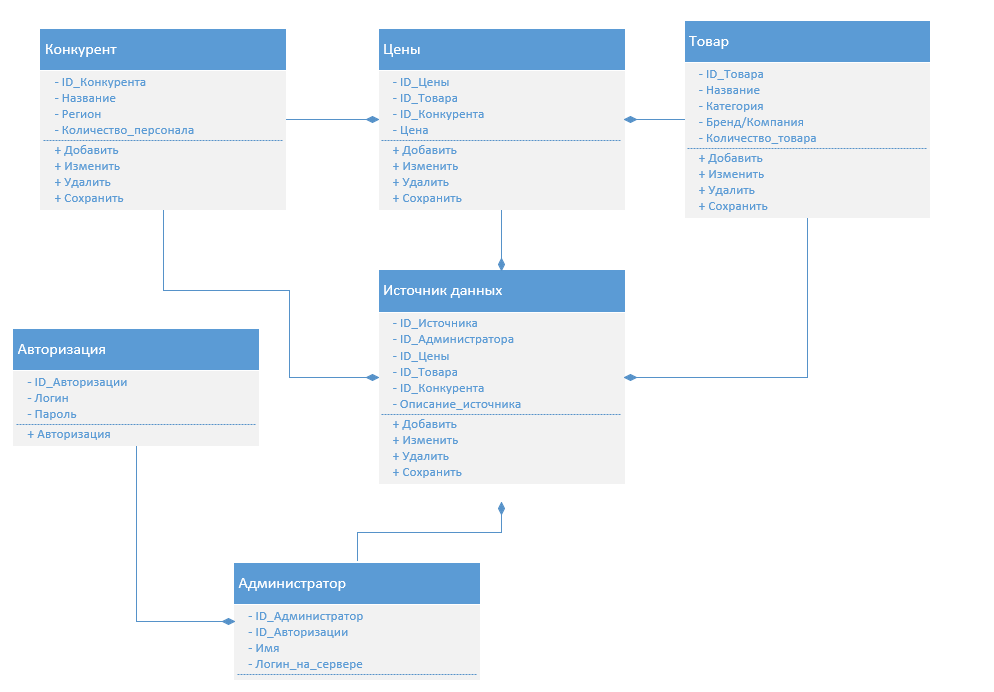 Конкурент
- ID_Конкурента
- Название
- Регион
- Количество_персонала
+ Добавить
+ Изменить
+ Удалить
+ Сохранить
Цены
- ID_Цены
- ID_Товара
- ID_Конкурента
- Цена
+ Добавить
+ Изменить
+ Удалить
+ Сохранить
Товар
- ID_Товара
- Название
- Категория
- Бренд/Компания
- Количество_товара
+ Добавить
+ Изменить
+ Удалить
+ Сохранить
Источник данных
- ID_Источника
- ID_Администратора
- ID_Цены
- ID_Товара
- ID_Конкурента
- Описание_источника
+ Добавить
+ Изменить
+ Удалить
+ Сохранить
Авторизация
- ID_Авторизации
- Логин
- Пароль
+ Авторизация
Администратор
- ID_Администратор
- ID_Авторизации
- Имя
- Логин_на_сервере